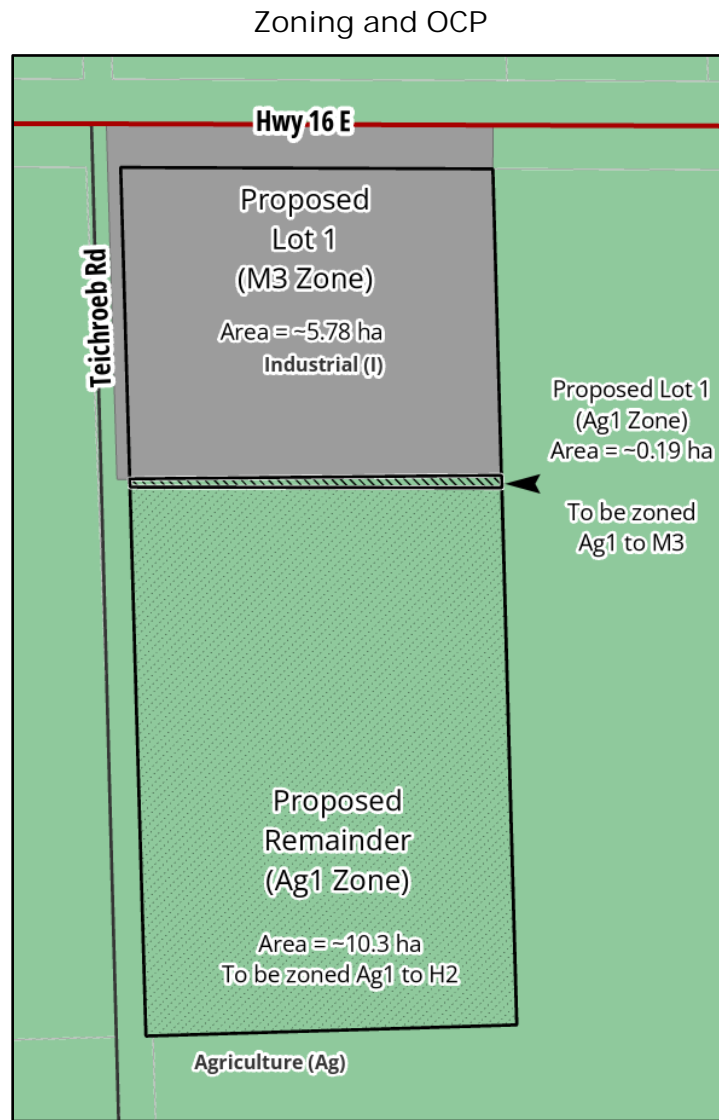 Zoning and OCP
Hwy 16 E
Proposed
Lot 1
(M3 Zone)
Area = ~5.78 ha
Industrial (I)
Teichroeb Rd
Proposed Lot 1
(Ag1 Zone)
Area = ~0.19 ha
To be zoned
Ag1 to M3
Proposed
Remainder
(Ag1 Zone)
Area = ~10.3 ha
To be zoned Ag1 to H2
Agriculture (Ag)